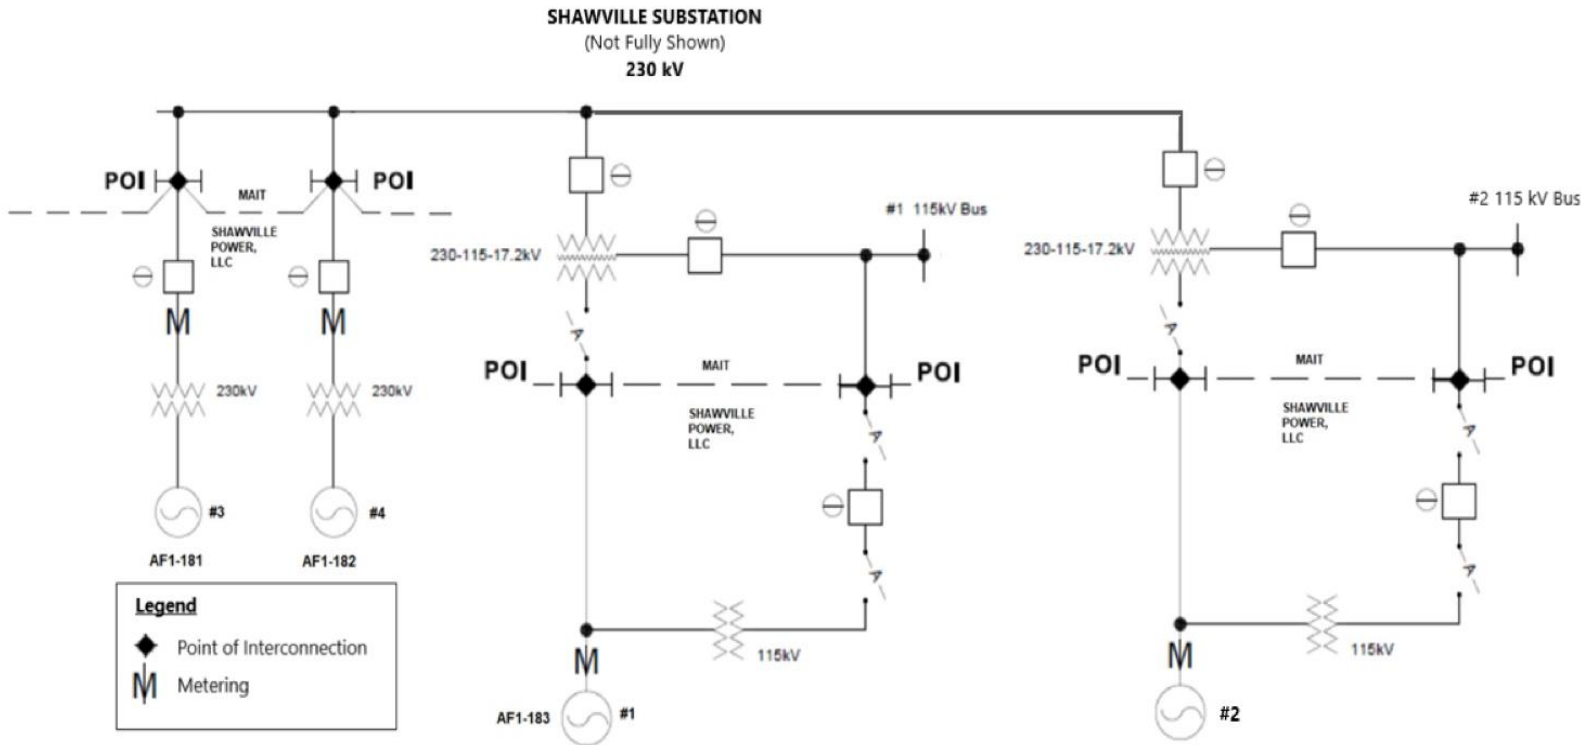 SHAWVILLE SUBSTATION
(Not Fully Shown)
230 kV
POI
POI
MAIT
SHAWVILLE
POWER,
LLC
M
M
230kV
230kV
#3
#4
AF1-181
AF1-182
230-115-17.2kV
#1 115kV Bus
A
POI
MAIT
POI
SHAWVILLE
POWER,
LLC
A
A
115kV
M
AF1-183
#1
230-115-17.2kV
#2 115 kV Bus
A
POI
MAIT
POI
SHAWVILLE
POWER,
LLC
A
A
115kV
M
#2
Legend
Point of Interconnection
M Metering